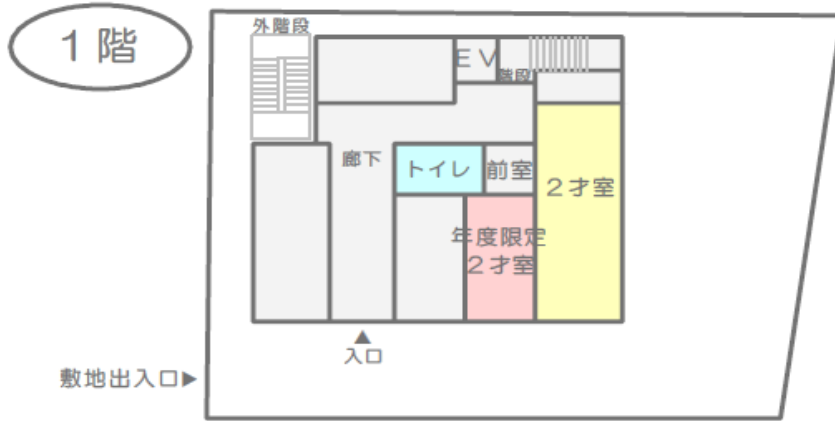 １階
外階段
ＥＶ
階段
廊下
トイレ
前室
２才室
年度限定
２才室
▲
入口
敷地出入口▶